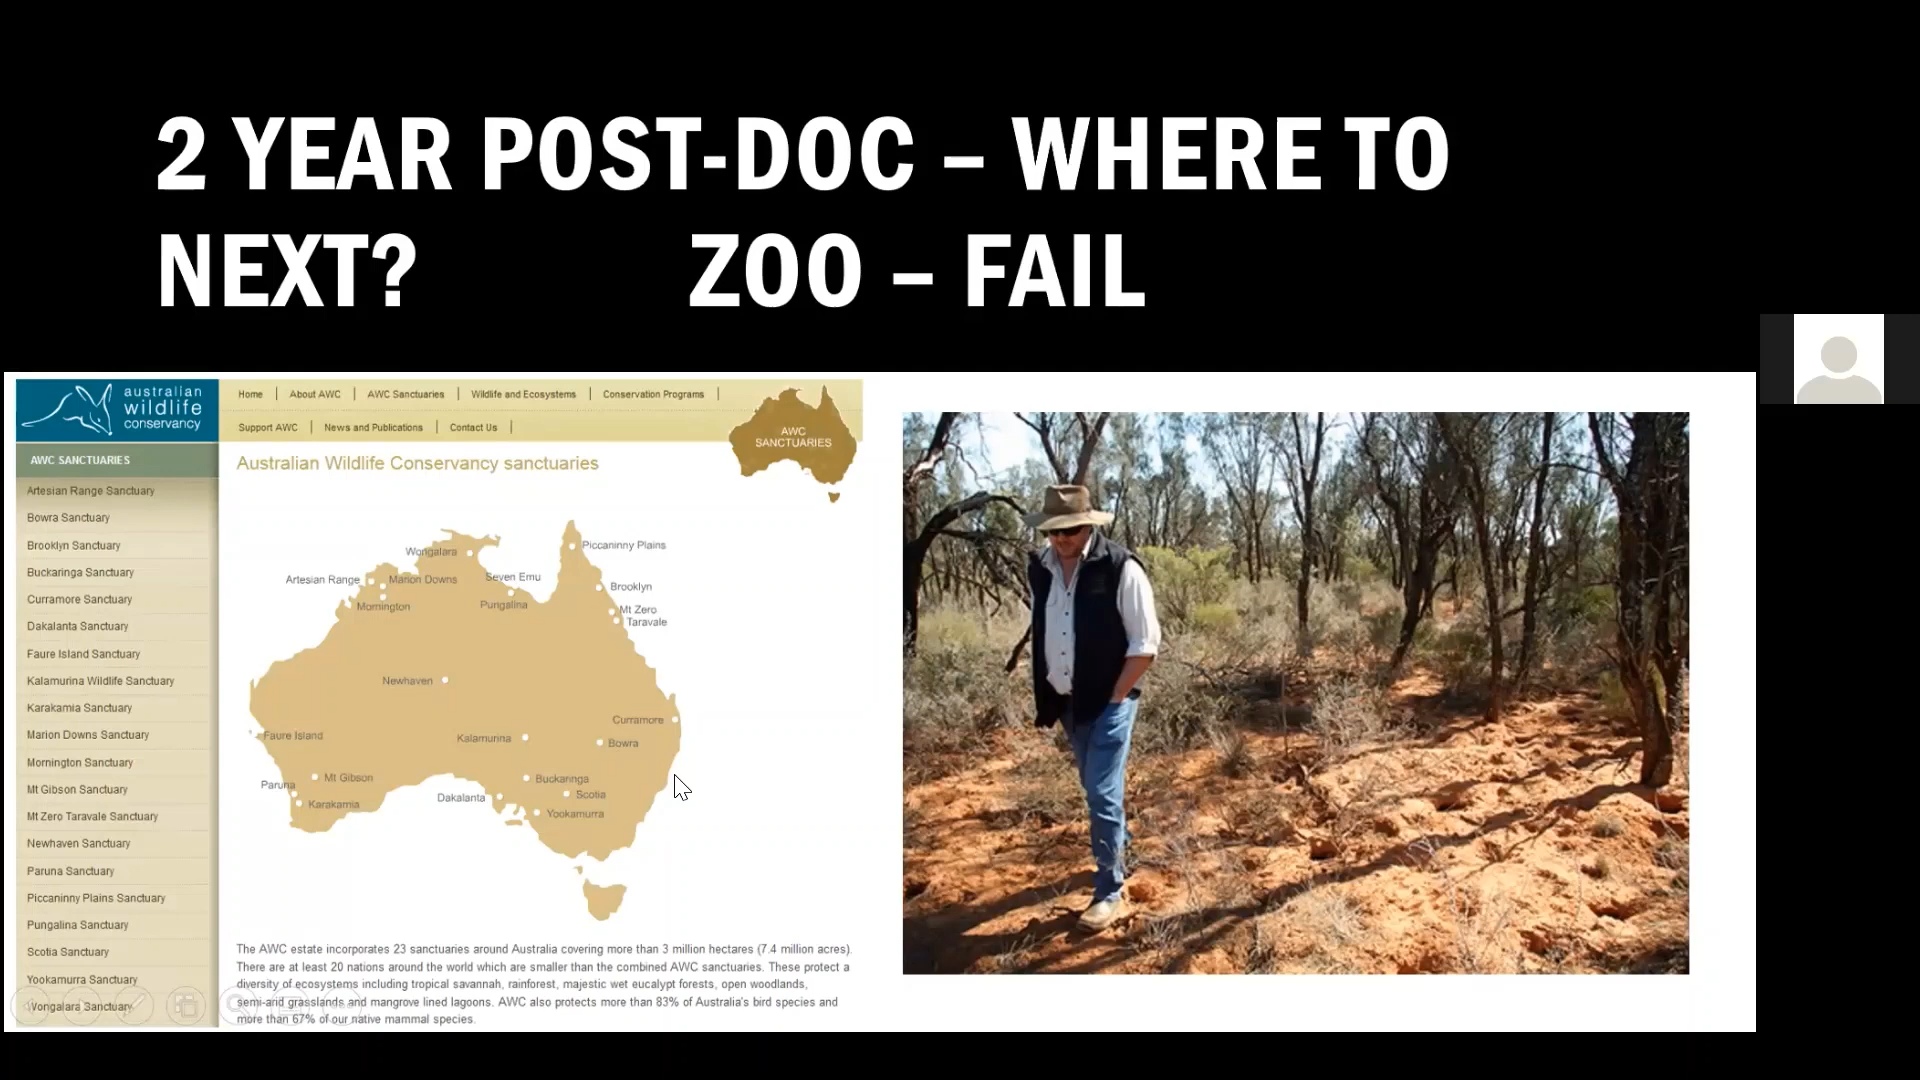 2 YEAR POST-DOC – WHERE TO
NEXT? ZOO – FAIL
australian
wildlife
conservancy
Home | About AWC | AWC Sanctuaries | Wildlife and Ecosystems | Conservation Programs |
Support AWC | News and Publications | Contact Us |
AWC
SANCTUARIES
AWC SANCTUARIES
Artesian Range Sanctuary
Bowra Sanctuary
Brooklyn Sanctuary
Buckaringa Sanctuary
Curramore Sanctuary
Dakalanta Sanctuary
Faure Island Sanctuary
Kalamurina Wildlife Sanctuary
Karakamia Sanctuary
Marion Downs Sanctuary
Mornington Sanctuary
Mt Gibson Sanctuary
Mt Zero Taravale Sanctuary
Newhaven Sanctuary
Paruna Sanctuary
Piccaninny Plains Sanctuary
Pungalina Sanctuary
Scotia Sanctuary
Yookamurra Sanctuary
Wongalara Sanctuary
Australian Wildlife Conservancy sanctuaries
Wongalara
Piccaninny Plains
Artesian Range
Marion Downs
Seven Emu
Brooklyn
Mornington
Pungalina
Mt Zero
Taravale
Newhaven
Curramore
Faure Island
Kalamurina
Bowra
Paruna
Mt Gibson
Buckaringa
Karakamia
Dakalanta
Scotia
Yookamurra
The AWC estate incorporates 23 sanctuaries around Australia covering more than 3 million hectares (7.4 million acres).
There are at least 20 nations around the world which are smaller than the combined AWC sanctuaries. These protect a
diversity of ecosystems including tropical savannah, rainforest, majestic wet eucalypt forests, open woodlands,
semi-arid grasslands and mangrove lined lagoons. AWC also protects more than 83% of Australia's bird species and
more than 67% of our native mammal species.